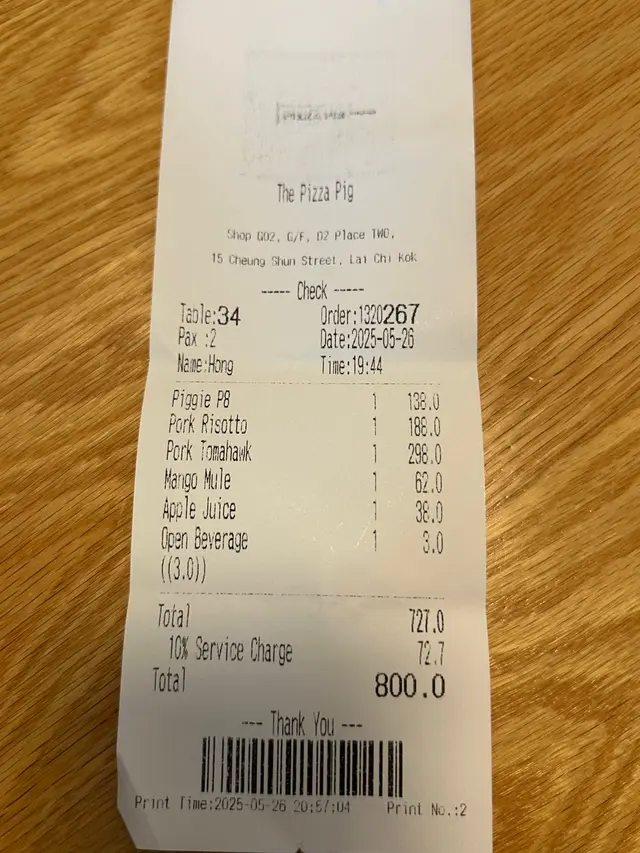 The Pizza Pig
Shop G02, G/F, D2 Place TWO,
15 Cheung Shun Street, Lai Chi Kok
----- Check -----
Table:34 Order:1320267
Pax :2 Date:2025-05-26
Name:Hong Time:19:44
Piggie P8 1 138.0
Pork Risotto 1 188.0
Pork Tomahawk 1 298.0
Mango Mule 1 62.0
Apple Juice 1 38.0
Open Beverage 1 3.0
((3.0))
Total 727.0
10% Service Charge 72.7
Total 800.0
--- Thank You ---
Print Time:2025-05-26 20:57:04 Print No.:2